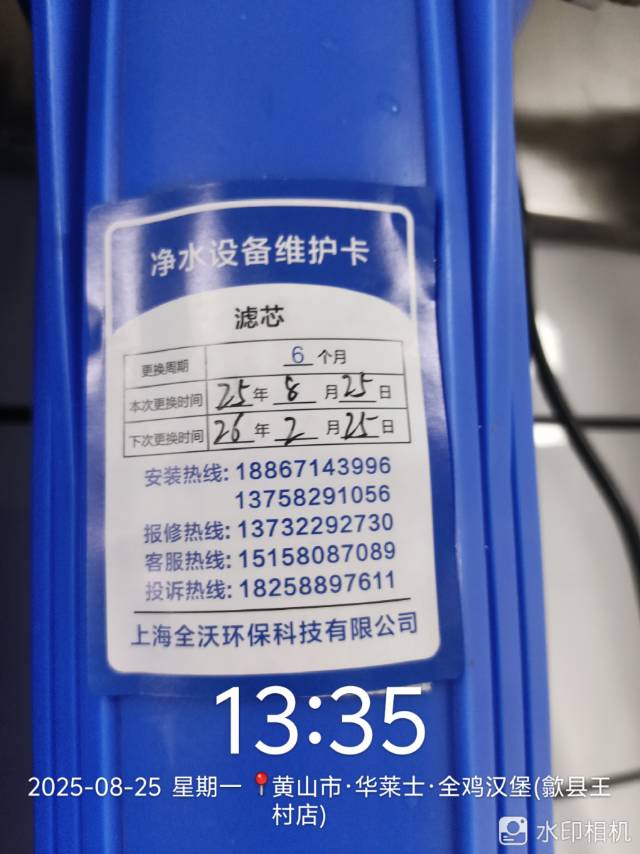 净水设备维护卡
滤芯
更换周期 6 个月
本次更换时间 25 年 8 月 25 日
下次更换时间 26 年 2 月 25 日
安装热线: 18867143996
13758291056
报修热线: 13732292730
客服热线: 15158087089
投诉热线: 18258897611
上海全沃环保科技有限公司
13:35
2025-08-25 星期一 黄山市·华莱士·全鸡汉堡(歙县王
村店)
水印相机